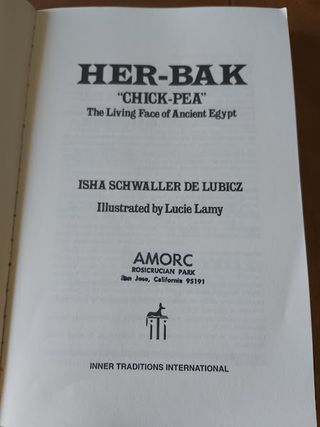 HER-BAK
"CHICK-PEA"
The Living Face of Ancient Egypt
ISHA SCHWALLER DE LUBICZ
Illustrated by Lucie Lamy
AMORC
ROSICRUCIAN PARK
San Jose, California 95191
INNER TRADITIONS INTERNATIONAL